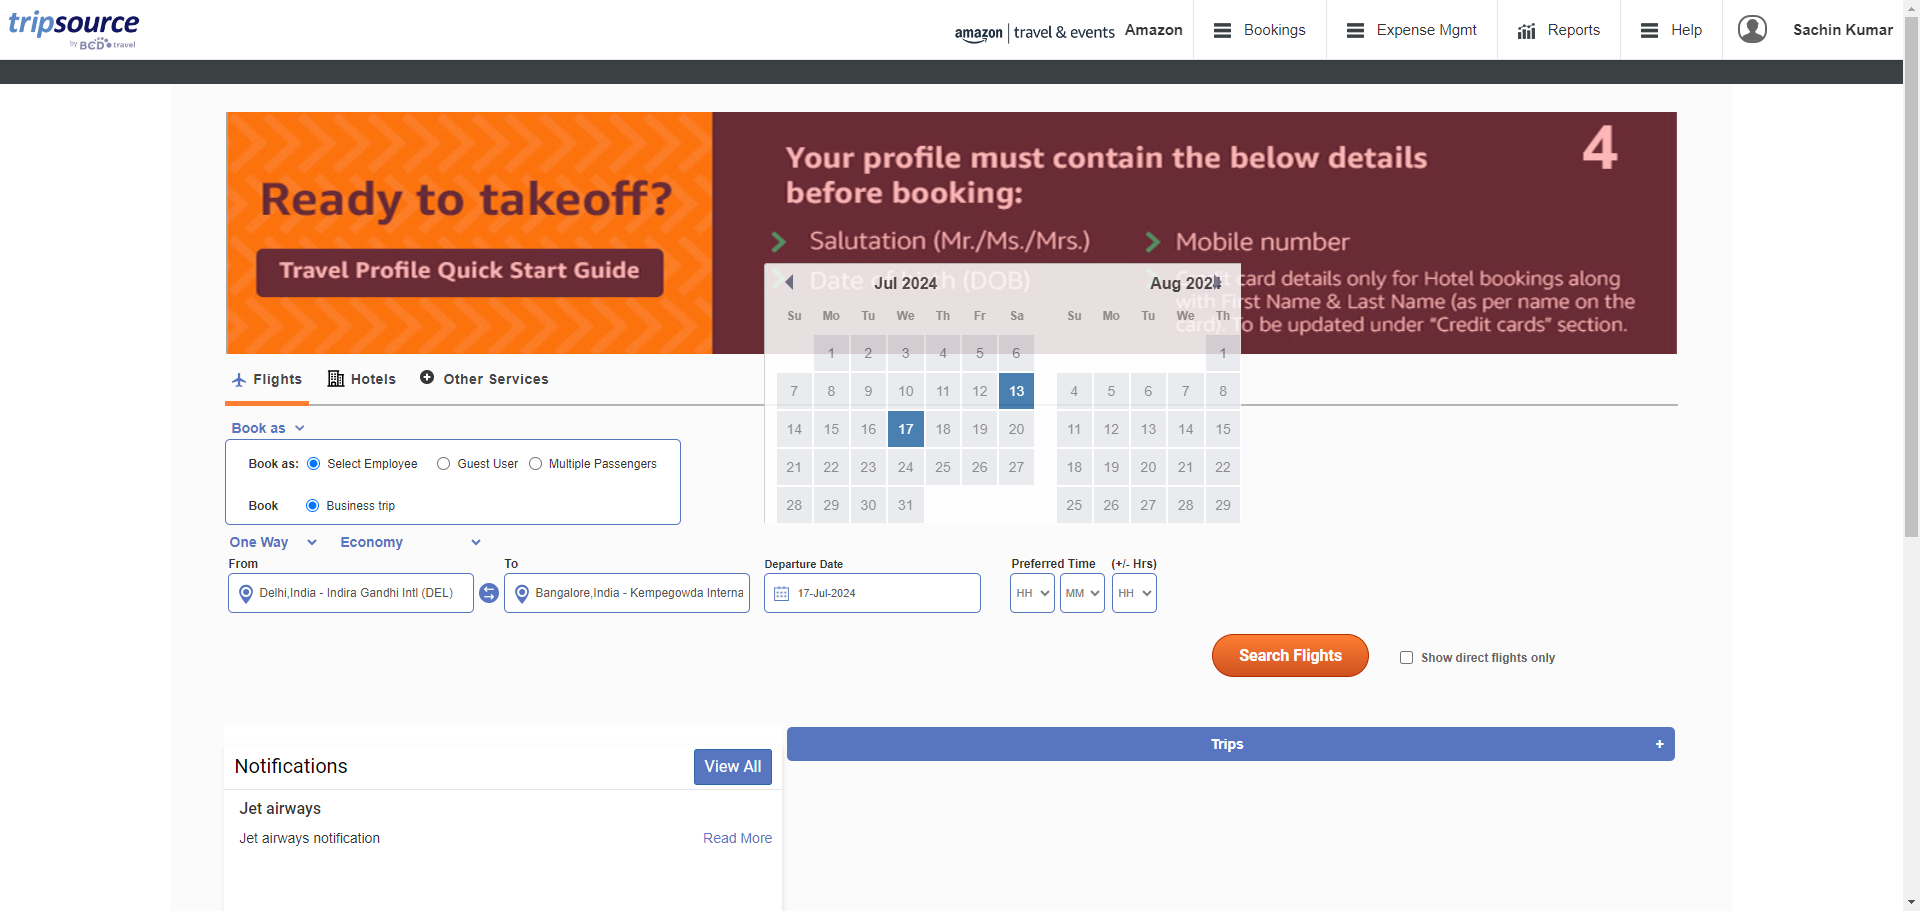 tripsource
by BCD travel
amazon | travel & events Amazon
Bookings
Expense Mgmt
Reports
Help
Sachin Kumar
Ready to takeoff?
Travel Profile Quick Start Guide
Your profile must contain the below details
before booking:
4
Salutation (Mr./Ms./Mrs.)
Mobile number
Date of birth (DOB)
Credit card details only for Hotel bookings along
with First Name & Last Name (as per name on the
card). To be updated under “Credit cards” section.
Jul 2024
Su Mo Tu We Th Fr Sa
1 2 3 4 5 6
7 8 9 10 11 12 13
14 15 16 17 18 19 20
21 22 23 24 25 26 27
28 29 30 31
Aug 2024
Su Mo Tu We Th
1
4 5 6 7 8
11 12 13 14 15
18 19 20 21 22
25 26 27 28 29
Flights
Hotels
Other Services
Book as
Book as: Select Employee Guest User Multiple Passengers
Book Business trip
One Way Economy
From
To
Departure Date
Preferred Time (+/- Hrs)
Delhi,India - Indira Gandhi Intl (DEL)
Bangalore,India - Kempegowda Interna
17-Jul-2024
HH MM HH
Search Flights
Show direct flights only
Notifications
View All
Trips +
Jet airways
Jet airways notification
Read More